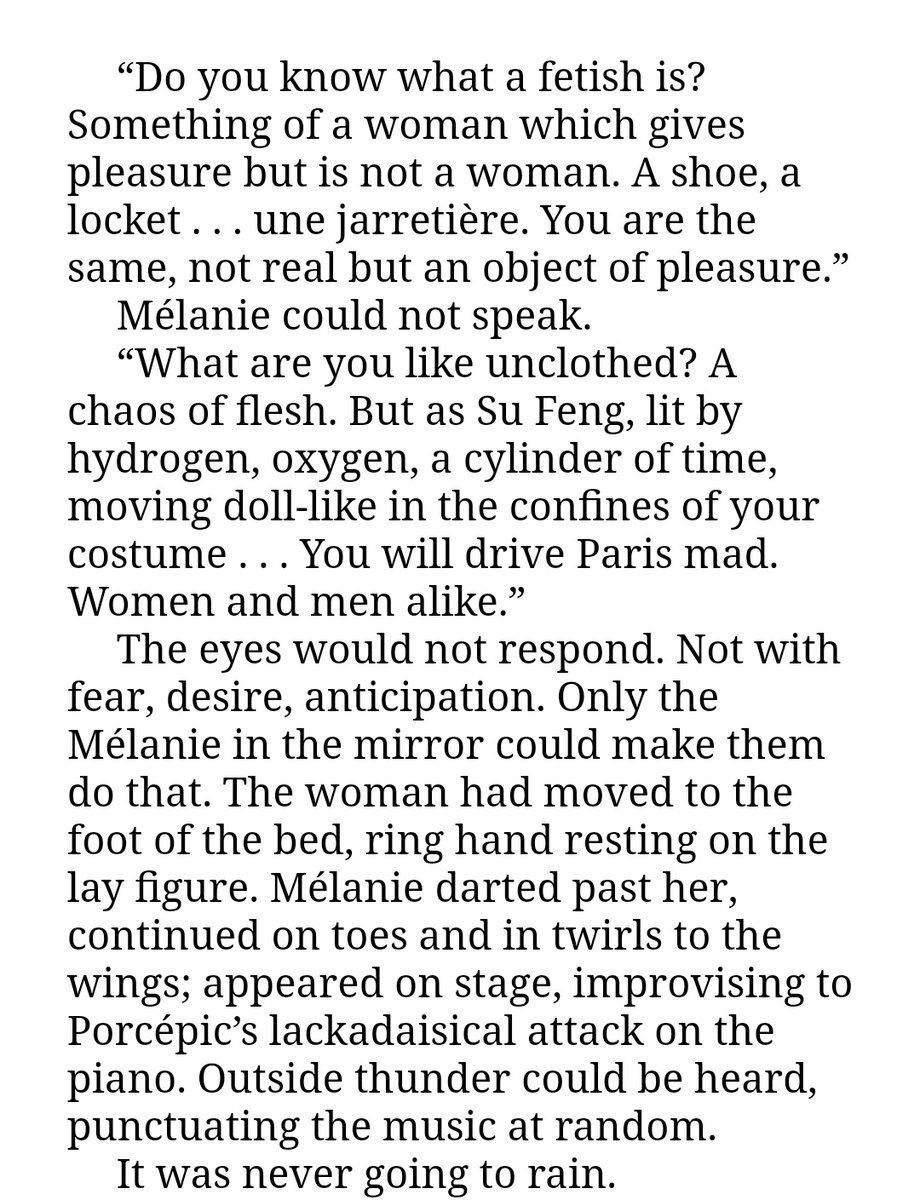 “Do you know what a fetish is?
Something of a woman which gives
pleasure but is not a woman. A shoe, a
locket . . . une jarretière. You are the
same, not real but an object of pleasure.”
Mélanie could not speak.
“What are you like unclothed? A
chaos of flesh. But as Su Feng, lit by
hydrogen, oxygen, a cylinder of time,
moving doll-like in the confines of your
costume . . . You will drive Paris mad.
Women and men alike.”
The eyes would not respond. Not with
fear, desire, anticipation. Only the
Mélanie in the mirror could make them
do that. The woman had moved to the
foot of the bed, ring hand resting on the
lay figure. Mélanie darted past her,
continued on toes and in twirls to the
wings; appeared on stage, improvising to
Porcépic’s lackadaisical attack on the
piano. Outside thunder could be heard,
punctuating the music at random.
It was never going to rain.